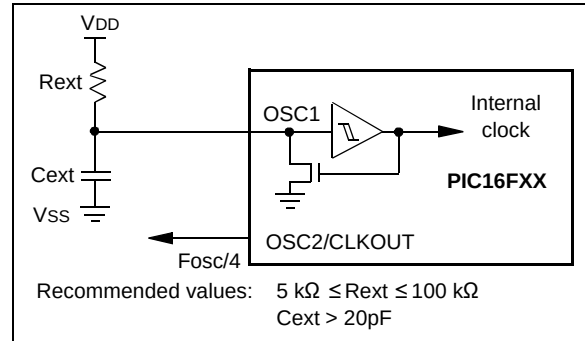 VDD
Rext
OSC1
Internal
clock
Cext
PIC16FXX
VSS
OSC2/CLKOUT
Fosc/4
Recommended values: 5 kΩ ≤ Rext ≤ 100 kΩ
Cext > 20pF